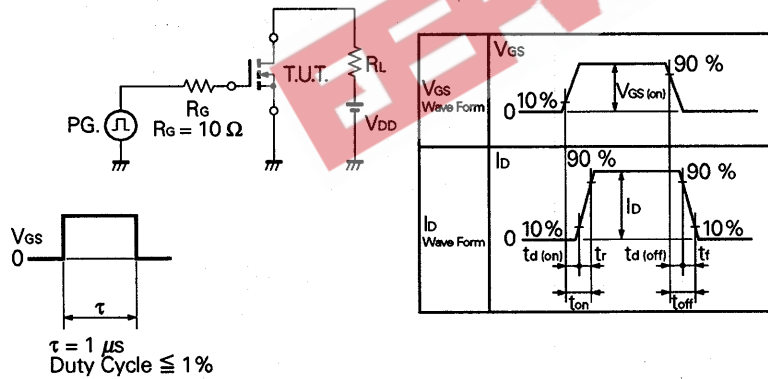 T.U.T.
RL
RG
PG.
RG = 10 Ω
VDD
VGS
0
τ
τ = 1 μs
Duty Cycle ≦ 1%
VGS
Wave Form
VGS
90 %
VGS (on)
10%
0
ID
Wave Form
ID
90 %
90 %
ID
0
10%
10%
td (on)
tr
td (off)
tf
ton
toff